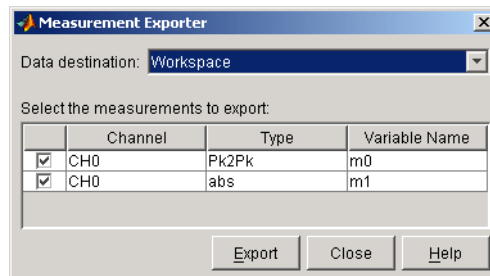 Measurement Exporter
Data destination: Workspace
Select the measurements to export:
Channel Type Variable Name
CH0 Pk2Pk m0
CH0 abs m1
Export Close Help